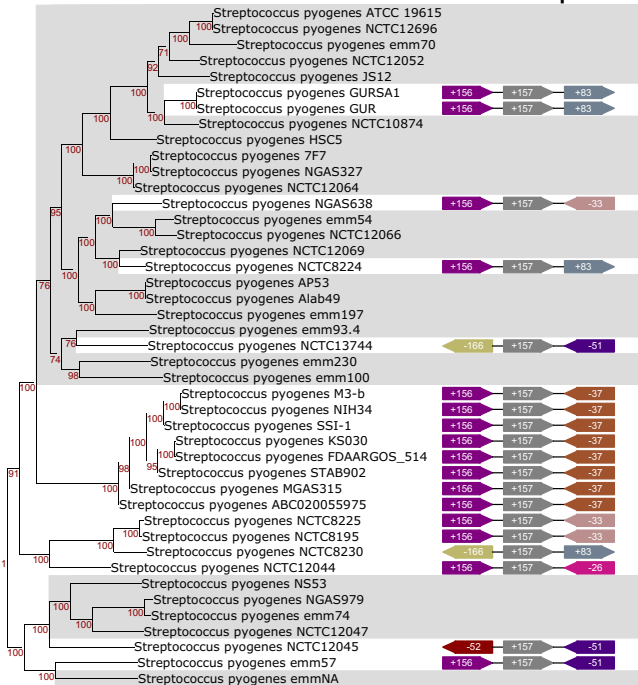 Streptococcus pyogenes ATCC 19615
Streptococcus pyogenes NCTC12696
Streptococcus pyogenes emm70
Streptococcus pyogenes NCTC12052
Streptococcus pyogenes JS12
Streptococcus pyogenes GURSA1 +156 +157 +83
Streptococcus pyogenes GUR +156 +157 +83
Streptococcus pyogenes NCTC10874
Streptococcus pyogenes HSC5
Streptococcus pyogenes 7F7
Streptococcus pyogenes NGAS327
Streptococcus pyogenes NCTC12064
Streptococcus pyogenes NGAS638 +156 +157 -33
Streptococcus pyogenes emm54
Streptococcus pyogenes NCTC12066
Streptococcus pyogenes NCTC12069
Streptococcus pyogenes NCTC8224 +156 +157 +83
Streptococcus pyogenes AP53
Streptococcus pyogenes Alab49
Streptococcus pyogenes emm197
Streptococcus pyogenes emm93.4
Streptococcus pyogenes NCTC13744 -166 +157 -51
Streptococcus pyogenes emm230
Streptococcus pyogenes emm100
Streptococcus pyogenes M3-b +156 +157 -37
Streptococcus pyogenes NIH34 +156 +157 -37
Streptococcus pyogenes SSI-1 +156 +157 -37
Streptococcus pyogenes KS030 +156 +157 -37
Streptococcus pyogenes FDAARGOS_514 +156 +157 -37
Streptococcus pyogenes STAB902 +156 +157 -37
Streptococcus pyogenes MGAS315 +156 +157 -37
Streptococcus pyogenes ABC020055975 +156 +157 -37
Streptococcus pyogenes NCTC8225 +156 +157 -33
Streptococcus pyogenes NCTC8195 +156 +157 -33
Streptococcus pyogenes NCTC8230 -166 +157 +83
Streptococcus pyogenes NCTC12044 +156 +157 -26
Streptococcus pyogenes NS53
Streptococcus pyogenes NGAS979
Streptococcus pyogenes emm74
Streptococcus pyogenes NCTC12047
Streptococcus pyogenes NCTC12045 -52 +157 -51
Streptococcus pyogenes emm57 +156 +157 -51
Streptococcus pyogenes emmNA
100
100
71
100
92
100
100
100
100
100
100
100
95
100
100
100
100
100
100
76
100
76
74
98
100
100
100
100
100
95
98
100
91
100
100
100
1
100
100
100
100
100
100
100